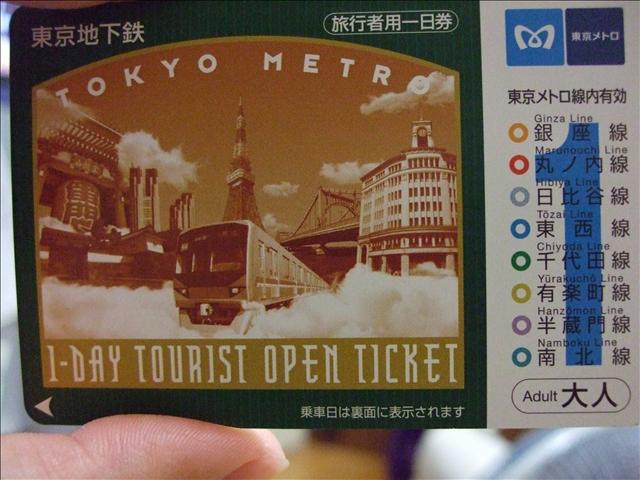 東京地下鉄
旅行者用一日券
TOKYO METRO
1-DAY TOURIST OPEN TICKET
乗車日は裏面に表示されます
東京メトロ
東京メトロ線内有効
1
Ginza Line
銀座線
Marunouchi Line
丸ノ内線
Hibiya Line
日比谷線
Tōzai Line
東西線
Chiyoda Line
千代田線
Yūrakuchō Line
有楽町線
Hanzōmon Line
半蔵門線
Namboku Line
南北線
Adult 大人